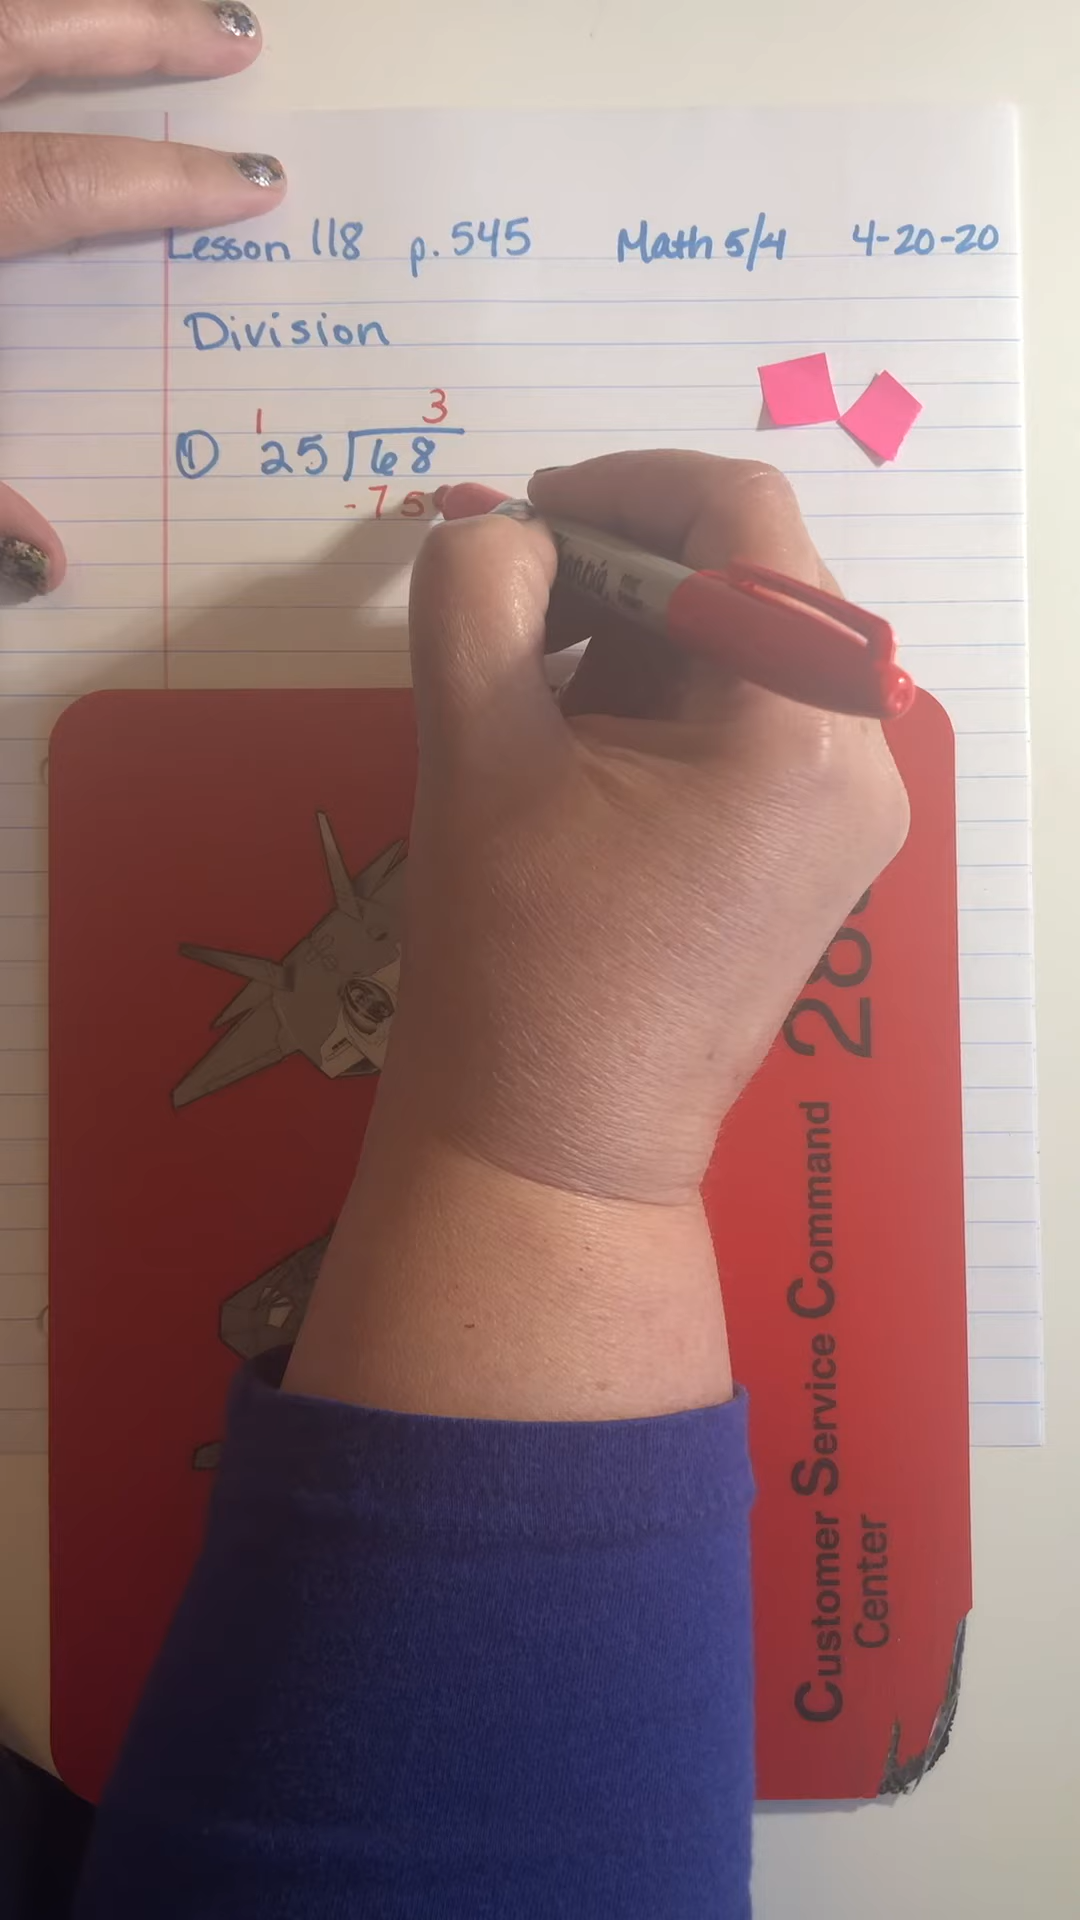 Lesson 118 p. 545 Math 5/4 4-20-20
Division
1 3
① 25 68
-75
Customer Service Command
Center